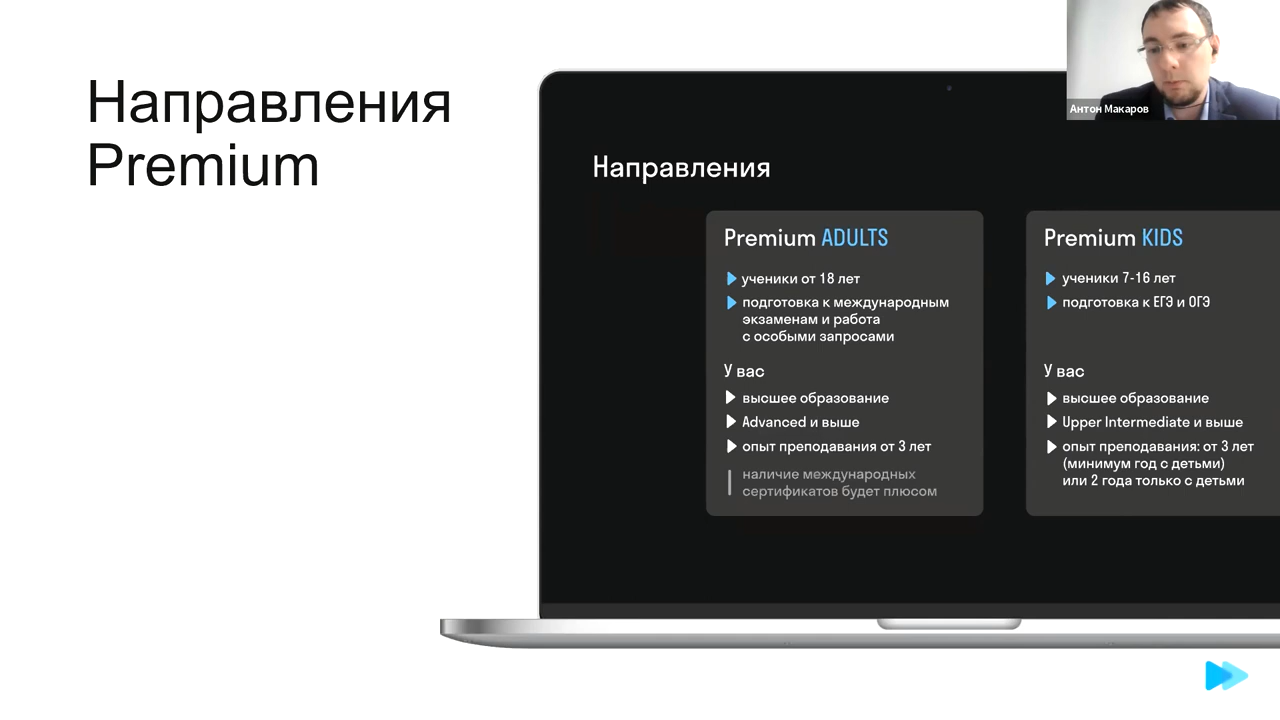 Направления
Premium
Антон Макаров
Направления
Premium ADULTS
ученики от 18 лет
подготовка к международным
экзаменам и работа
с особыми запросами
У вас
высшее образование
Advanced и выше
опыт преподавания от 3 лет
наличие международных
сертификатов будет плюсом
Premium KIDS
ученики 7-16 лет
подготовка к ЕГЭ и ОГЭ
У вас
высшее образование
Upper Intermediate и выше
опыт преподавания: от 3 лет
(минимум год с детьми)
или 2 года только с детьми